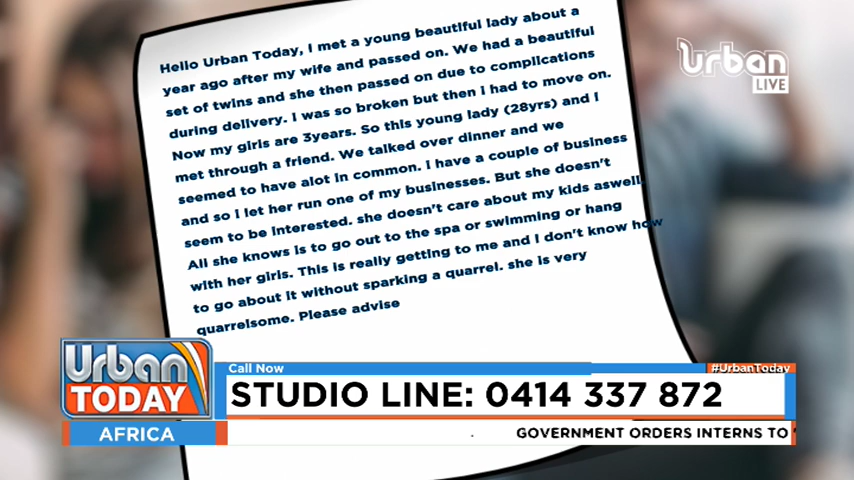 Hello Urban Today, I met a young beautiful lady about a
year ago after my wife and passed on. We had a beautiful
set of twins and she then passed on due to complications
during delivery. I was so broken but then I had to move on.
Now my girls are 3years. So this young lady (28yrs) and I
met through a friend. We talked over dinner and we
seemed to have alot in common. I have a couple of business
and so I let her run one of my businesses. But she doesn't
seem to be interested. she doesn't care about my kids aswell.
All she knows is to go out to the spa or swimming or hang
with her girls. This is really getting to me and I don't know how
to go about it without sparking a quarrel. she is very
quarrelsome. Please advise
Urban
LIVE
Urban
TODAY
AFRICA
Call Now
#UrbanToday
STUDIO LINE: 0414 337 872
GOVERNMENT ORDERS INTERNS TO